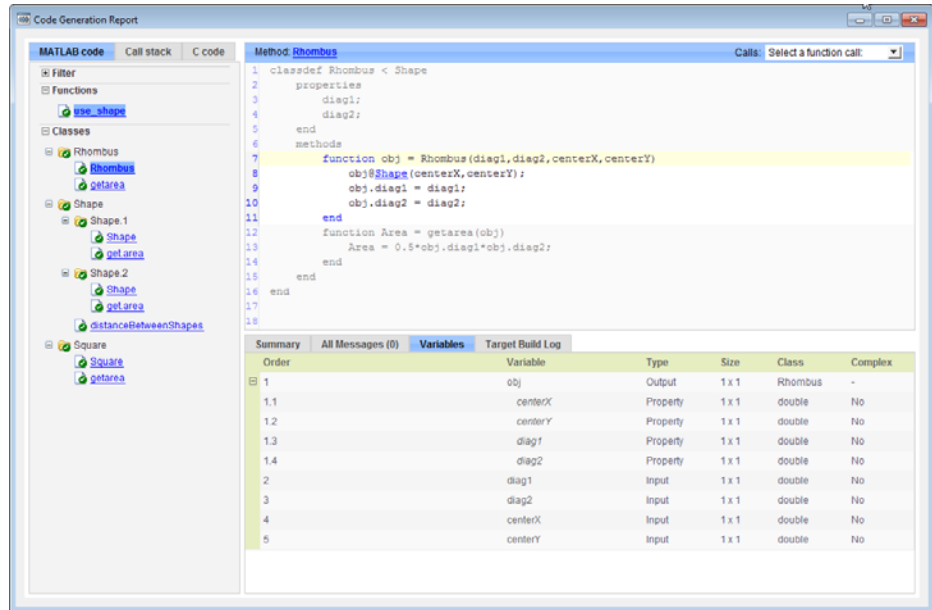 Code Generation Report
MATLAB code Call stack C code
Filter
Functions
use_shape
Classes
Rhombus
Rhombus
getarea
Shape
Shape.1
Shape
get.area
Shape.2
Shape
get.area
distanceBetweenShapes
Square
Square
getarea
Method: Rhombus Calls: Select a function call:
1 classdef Rhombus < Shape
2 properties
3 diag1;
4 diag2;
5 end
6 methods
7 function obj = Rhombus(diag1,diag2,centerX,centerY)
8 obj@Shape(centerX,centerY);
9 obj.diag1 = diag1;
10 obj.diag2 = diag2;
11 end
12 function Area = getarea(obj)
13 Area = 0.5*obj.diag1*obj.diag2;
14 end
15 end
16 end
17
18
Summary All Messages (0) Variables Target Build Log
Order Variable Type Size Class Complex
1 obj Output 1 x 1 Rhombus -
1.1 centerX Property 1 x 1 double No
1.2 centerY Property 1 x 1 double No
1.3 diag1 Property 1 x 1 double No
1.4 diag2 Property 1 x 1 double No
2 diag1 Input 1 x 1 double No
3 diag2 Input 1 x 1 double No
4 centerX Input 1 x 1 double No
5 centerY Input 1 x 1 double No